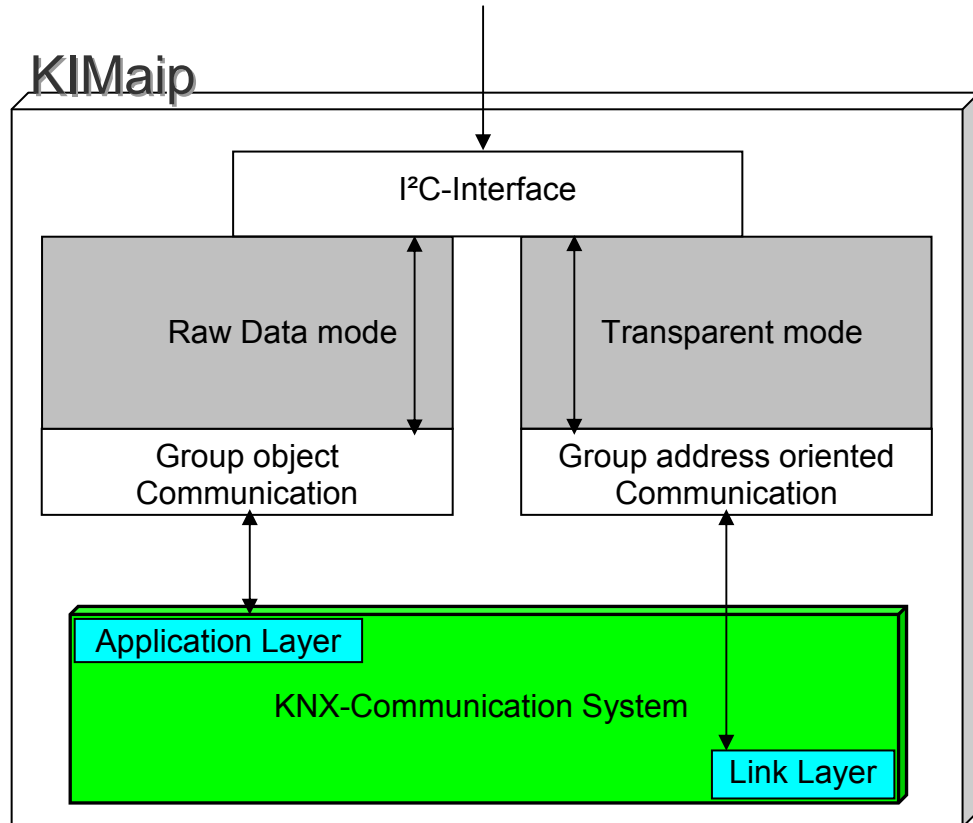 KIMaip
I²C-Interface
Raw Data mode
Transparent mode
Group object
Communication
Group address oriented
Communication
Application Layer
KNX-Communication System
Link Layer